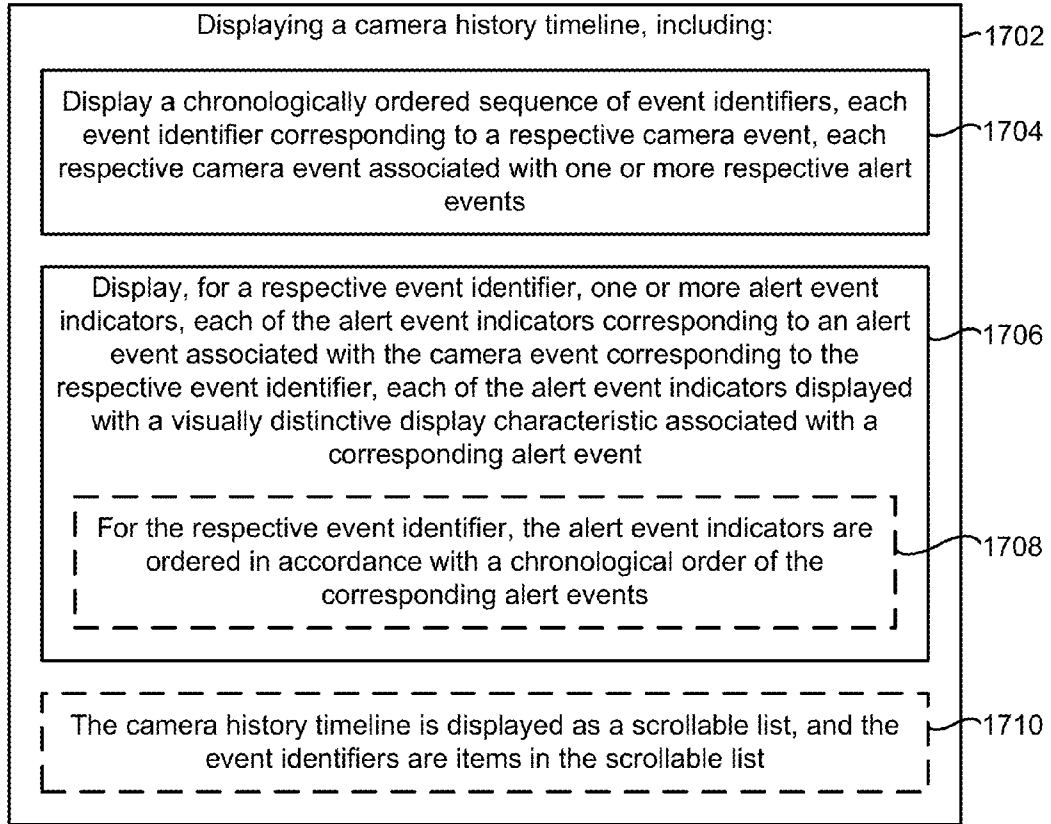 Displaying a camera history timeline, including:
1702
Display a chronologically ordered sequence of event identifiers, each
event identifier corresponding to a respective camera event, each
respective camera event associated with one or more respective alert
events
1704
Display, for a respective event identifier, one or more alert event
indicators, each of the alert event indicators corresponding to an alert
event associated with the camera event corresponding to the
respective event identifier, each of the alert event indicators displayed
with a visually distinctive display characteristic associated with a
corresponding alert event
1706
For the respective event identifier, the alert event indicators are
ordered in accordance with a chronological order of the
corresponding alert events
1708
The camera history timeline is displayed as a scrollable list, and the
event identifiers are items in the scrollable list
1710